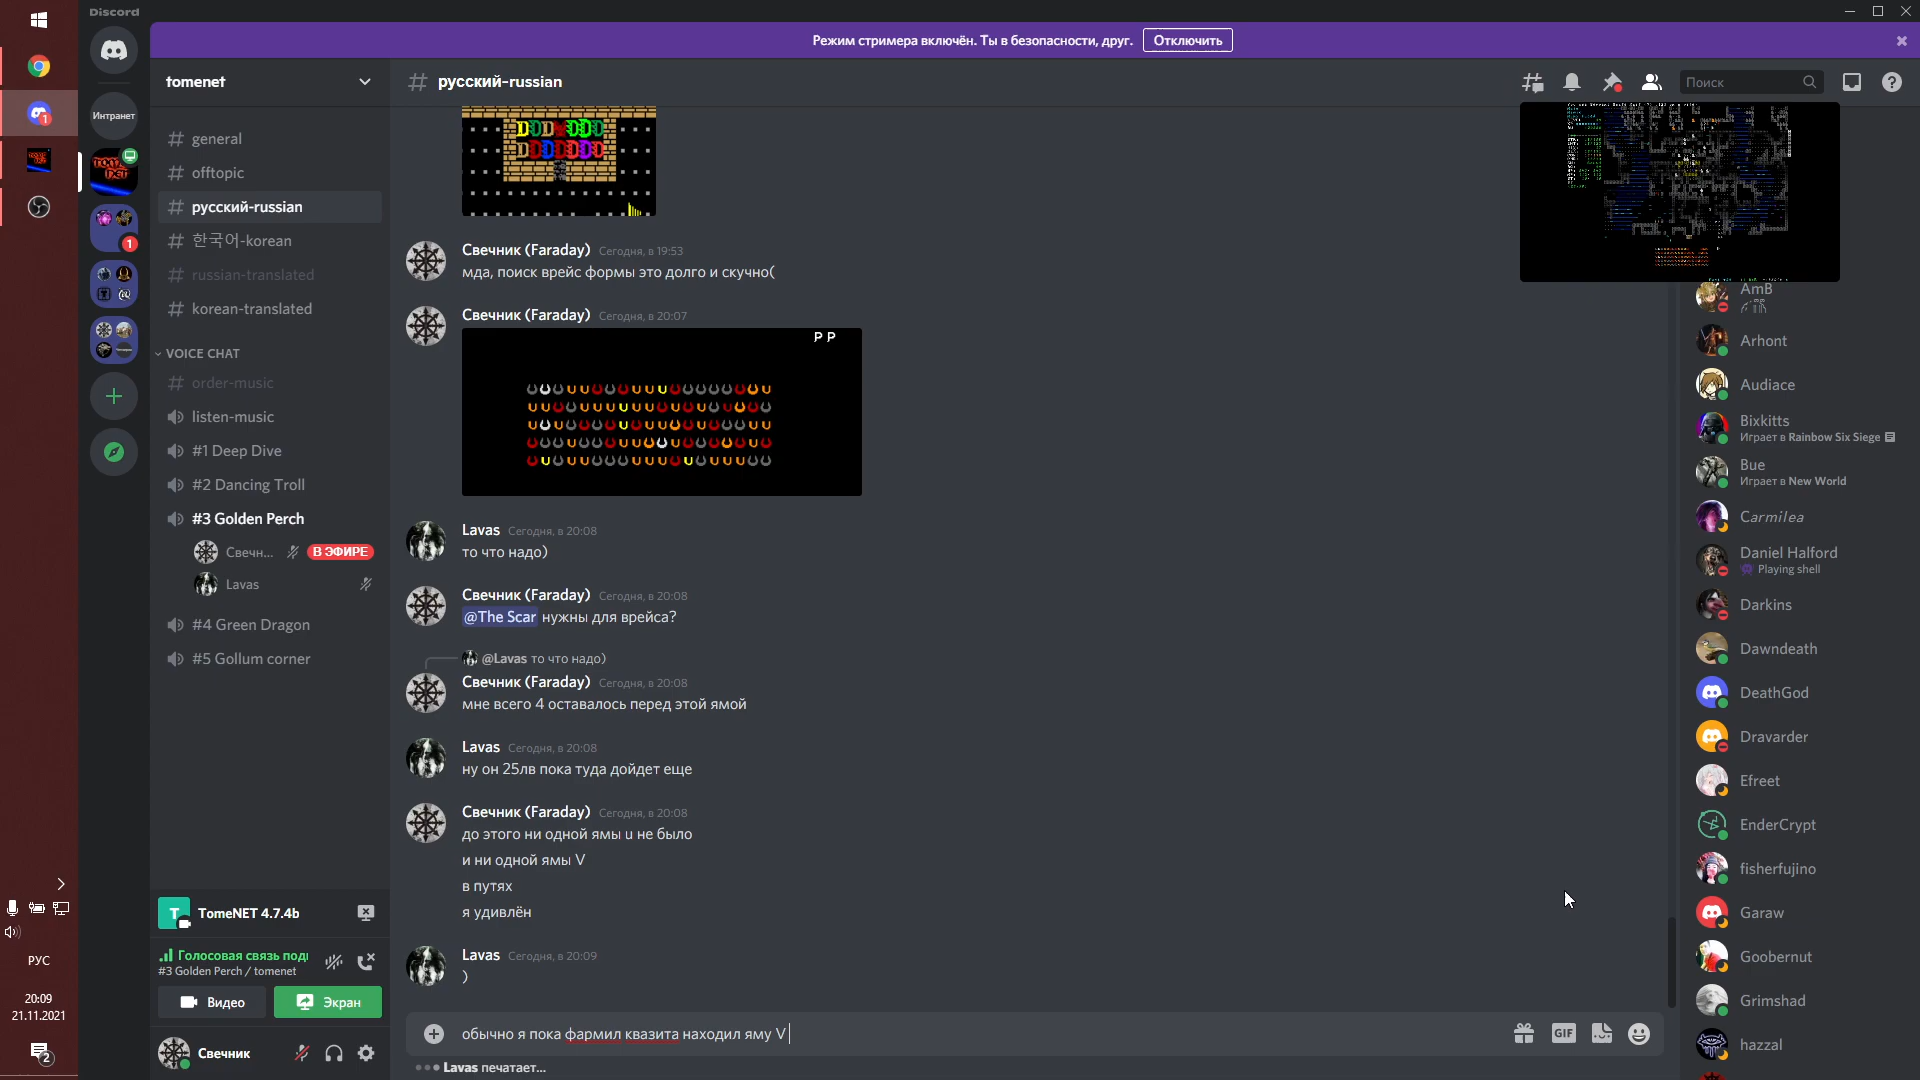 Discord
Режим стримера включён. Ты в безопасности, друг.
Отключить
tomenet
русский-russian
Поиск
Интранет
1
1
general
offtopic
русский-russian
한국어-korean
russian-translated
korean-translated
VOICE CHAT
order-music
listen-music
#1 Deep Dive
#2 Dancing Troll
#3 Golden Perch
Свечн...
В ЭФИРЕ
Lavas
#4 Green Dragon
#5 Gollum corner
T
TomeNET 4.7.4b
Голосовая связь под
#3 Golden Perch / tomenet
Видео
Экран
Свечник
РУС
20:09
21.11.2021
2
Свечник (Faraday) Сегодня, в 19:53
мда, поиск врейс формы это долго и скучно(
Свечник (Faraday) Сегодня, в 20:07
P P
Lavas Сегодня, в 20:08
то что надо)
Свечник (Faraday) Сегодня, в 20:08
@The Scar нужны для врейса?
@Lavas то что надо)
Свечник (Faraday) Сегодня, в 20:08
мне всего 4 оставалось перед этой ямой
Lavas Сегодня, в 20:08
ну он 25лв пока туда дойдет еще
Свечник (Faraday) Сегодня, в 20:08
до этого ни одной ямы u не было
и ни одной ямы V
в путях
я удивлён
Lavas Сегодня, в 20:09
)
обычно я пока фармил квазита находил яму V
GIF
Lavas печатает...
AmB
Arhont
Audiace
Bixkitts
Играет в Rainbow Six Siege
Bue
Играет в New World
Carmilea
Daniel Halford
Playing shell
Darkins
Dawndeath
DeathGod
Dravarder
Efreet
EnderCrypt
fisherfujino
Garaw
Goobernut
Grimshad
hazzal